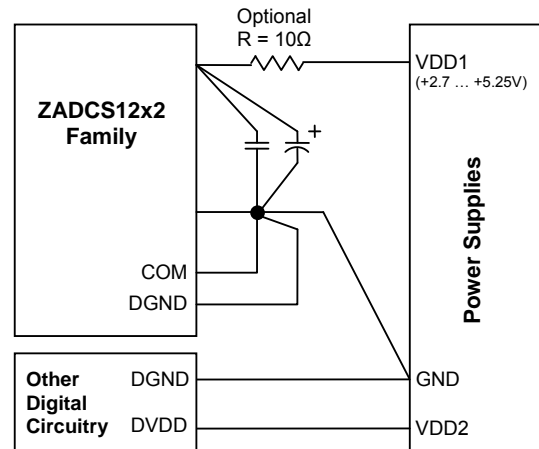 Optional
R = 10Ω
VDD1
(+2.7 ... +5.25V)
ZADCS12x2
Family
+
COM
DGND
Power Supplies
Other
Digital
Circuitry
DGND
DVDD
GND
VDD2